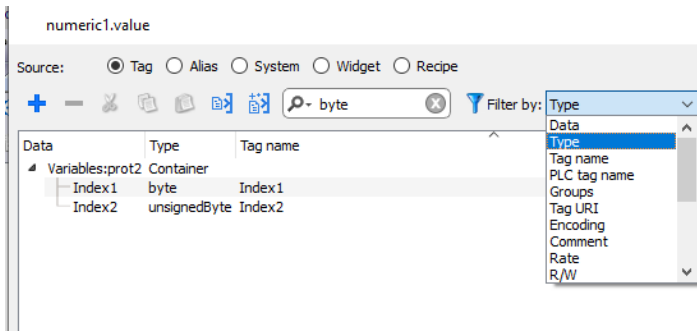 numeric1.value
Source: Tag Alias System Widget Recipe
byte Filter by: Type
Data
Type
Tag name
PLC tag name
Groups
Tag URI
Encoding
Comment
Rate
R/W
Data Type Tag name
Variables:prot2 Container
Index1 byte Index1
Index2 unsignedByte Index2